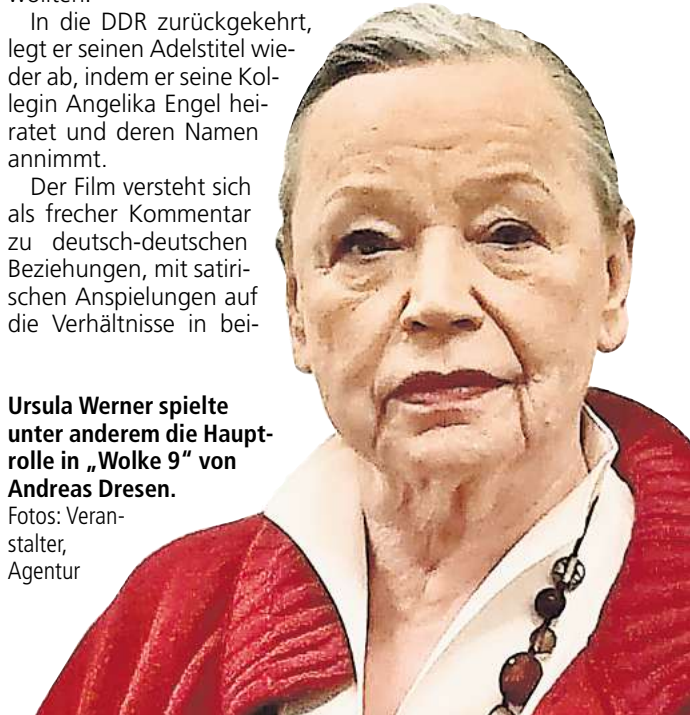 In die DDR zurückgekehrt,
legt er seinen Adelstitel wie-
der ab, indem er seine Kol-
legin Angelika Engel hei-
ratet und deren Namen
annimmt.
Der Film versteht sich
als frecher Kommentar
zu deutsch-deutschen
Beziehungen, mit satiri-
schen Anspielungen auf
die Verhältnisse in bei-
Ursula Werner spielte
unter anderem die Haupt-
rolle in „Wolke 9“ von
Andreas Dresen.
Fotos: Veran-
stalter,
Agentur